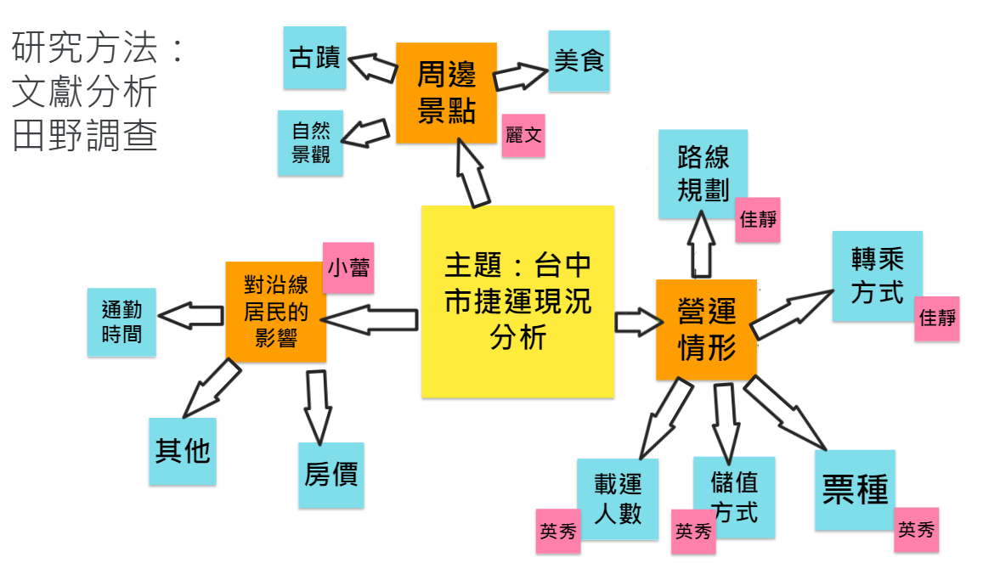 研究方法：
文獻分析
田野調查
古蹟
周邊
景點
美食
自然
景觀
麗文
路線
規劃
佳靜
主題：台中
市捷運現況
分析
小蕾
對沿線
居民的
影響
通勤
時間
其他
房價
營運
情形
轉乘
方式
佳靜
載運
人數
英秀
儲值
方式
英秀
票種
英秀